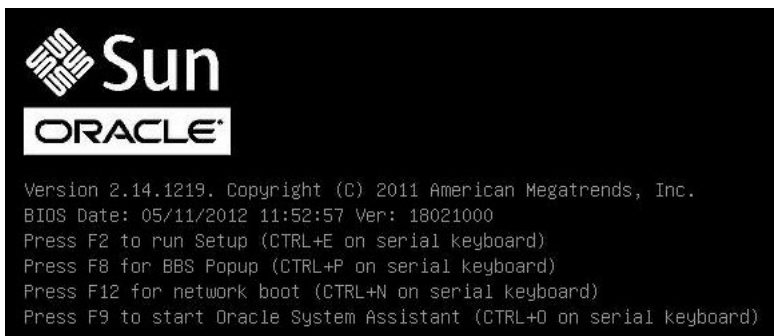 Sun
ORACLE
Version 2.14.1219. Copyright (C) 2011 American Megatrends, Inc.
BIOS Date: 05/11/2012 11:52:57 Ver: 18021000
Press F2 to run Setup (CTRL+E on serial keyboard)
Press F8 for BBS Popup (CTRL+P on serial keyboard)
Press F12 for network boot (CTRL+N on serial keyboard)
Press F9 to start Oracle System Assistant (CTRL+O on serial keyboard)